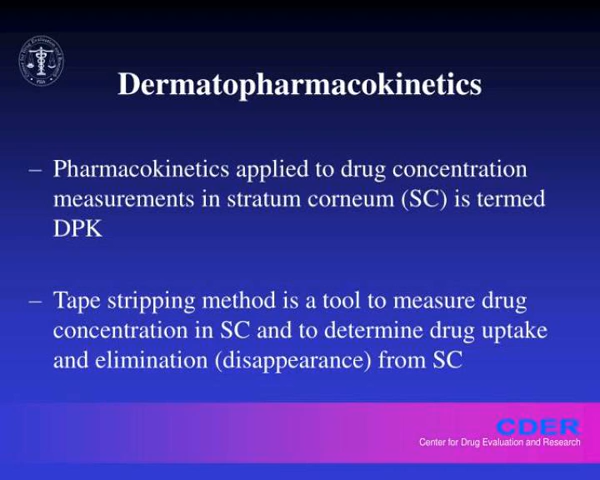 Dermatopharmacokinetics
– Pharmacokinetics applied to drug concentration
measurements in stratum corneum (SC) is termed
DPK
– Tape stripping method is a tool to measure drug
concentration in SC and to determine drug uptake
and elimination (disappearance) from SC
CDER
Center for Drug Evaluation and Research